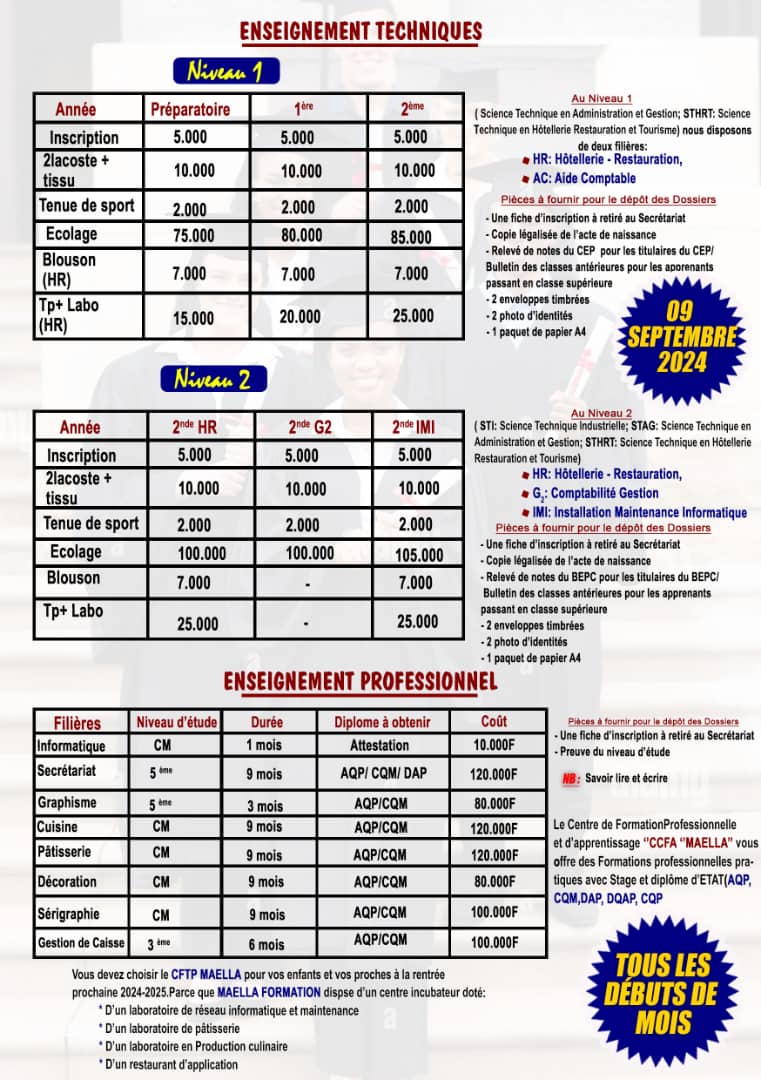 ENSEIGNEMENT TECHNIQUES
Niveau 1
Année Préparatoire 1ère 2ème
Inscription 5.000 5.000 5.000
2lacoste + tissu 10.000 10.000 10.000
Tenue de sport 2.000 2.000 2.000
Ecolage 75.000 80.000 85.000
Blouson (HR) 7.000 7.000 7.000
Tp+ Labo (HR) 15.000 20.000 25.000
Au Niveau 1
( Science Technique en Administration et Gestion; STHRT: Science
Technique en Hôtellerie Restauration et Tourisme) nous disposons
de deux filières:
HR: Hôtellerie - Restauration,
AC: Aide Comptable
Pièces à fournir pour le dépôt des Dossiers
- Une fiche d'inscription à retiré au Secrétariat
- Copie légalisée de l'acte de naissance
- Relevé de notes du CEP pour les titulaires du CEP/
Bulletin des classes antérieures pour les aporenants
passant en classe supérieure
- 2 enveloppes timbrées
- 2 photo d'identités
- 1 paquet de papier A4
09
SEPTEMBRE
2024
Niveau 2
Année 2nde HR 2nde G2 2nde IMI
Inscription 5.000 5.000 5.000
2lacoste + tissu 10.000 10.000 10.000
Tenue de sport 2.000 2.000 2.000
Ecolage 100.000 100.000 105.000
Blouson 7.000 - 7.000
Tp+ Labo 25.000 - 25.000
Au Niveau 2
( STI: Science Technique Industrielle; STAG: Science Technique en
Administration et Gestion; STHRT: Science Technique en Hôtellerie
Restauration et Tourisme)
HR: Hôtellerie - Restauration,
G2: Comptabilité Gestion
IMI: Installation Maintenance Informatique
Pièces à fournir pour le dépôt des Dossiers
- Une fiche d'inscription à retiré au Secrétariat
- Copie légalisée de l'acte de naissance
- Relevé de notes du BEPC pour les titulaires du BEPC/
Bulletin des classes antérieures pour les apprenants
passant en classe supérieure
- 2 enveloppes timbrées
- 2 photo d'identités
- 1 paquet de papier A4
ENSEIGNEMENT PROFESSIONNEL
Filières Niveau d'étude Durée Diplome à obtenir Coût
Informatique CM 1 mois Attestation 10.000F
Secrétariat 5 ème 9 mois AQP/ CQM/ DAP 120.000F
Graphisme 5 ème 3 mois AQP/CQM 80.000F
Cuisine CM 9 mois AQP/CQM 120.000F
Pâtisserie CM 9 mois AQP/CQM 120.000F
Décoration CM 9 mois AQP/CQM 80.000F
Sérigraphie CM 9 mois AQP/CQM 100.000F
Gestion de Caisse 3 ème 6 mois AQP/CQM 100.000F
Pièces à fournir pour le dépôt des Dossiers
- Une fiche d'inscription à retiré au Secrétariat
- Preuve du niveau d'étude
NB: Savoir lire et écrire
Le Centre de FormationProfessionnelle
et d'apprentissage "CCFA "MAELLA" vous
offre des Formations professionnelles pra-
tiques avec Stage et diplôme d'ETAT(AQP,
CQM,DAP, DQAP, CQP
TOUS LES
DÉBUTS DE
MOIS
Vous devez choisir le CFTP MAELLA pour vos enfants et vos proches à la rentrée
prochaine 2024-2025.Parce que MAELLA FORMATION dispse d'un centre incubateur doté:
* D'un laboratoire de réseau informatique et maintenance
* D'un laboratoire de pâtisserie
* D'un laboratoire en Production culinaire
* D'un restaurant d'application